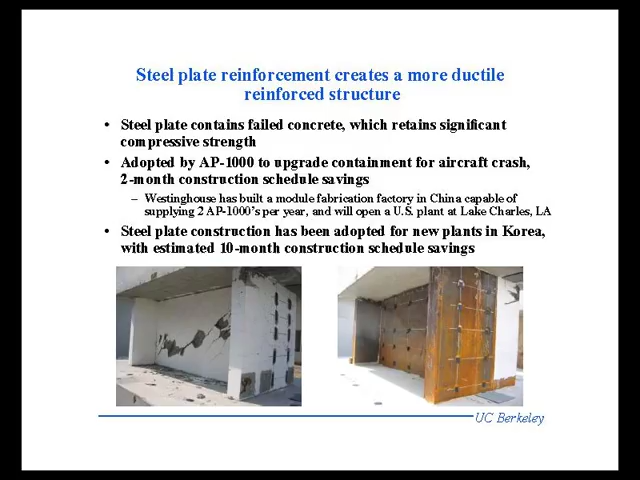 Steel plate reinforcement creates a more ductile
reinforced structure
• Steel plate contains failed concrete, which retains significant
compressive strength
• Adopted by AP-1000 to upgrade containment for aircraft crash,
2-month construction schedule savings
– Westinghouse has built a module fabrication factory in China capable of
supplying 2 AP-1000's per year, and will open a U.S. plant at Lake Charles, LA
• Steel plate construction has been adopted for new plants in Korea,
with estimated 10-month construction schedule savings
UC Berkeley